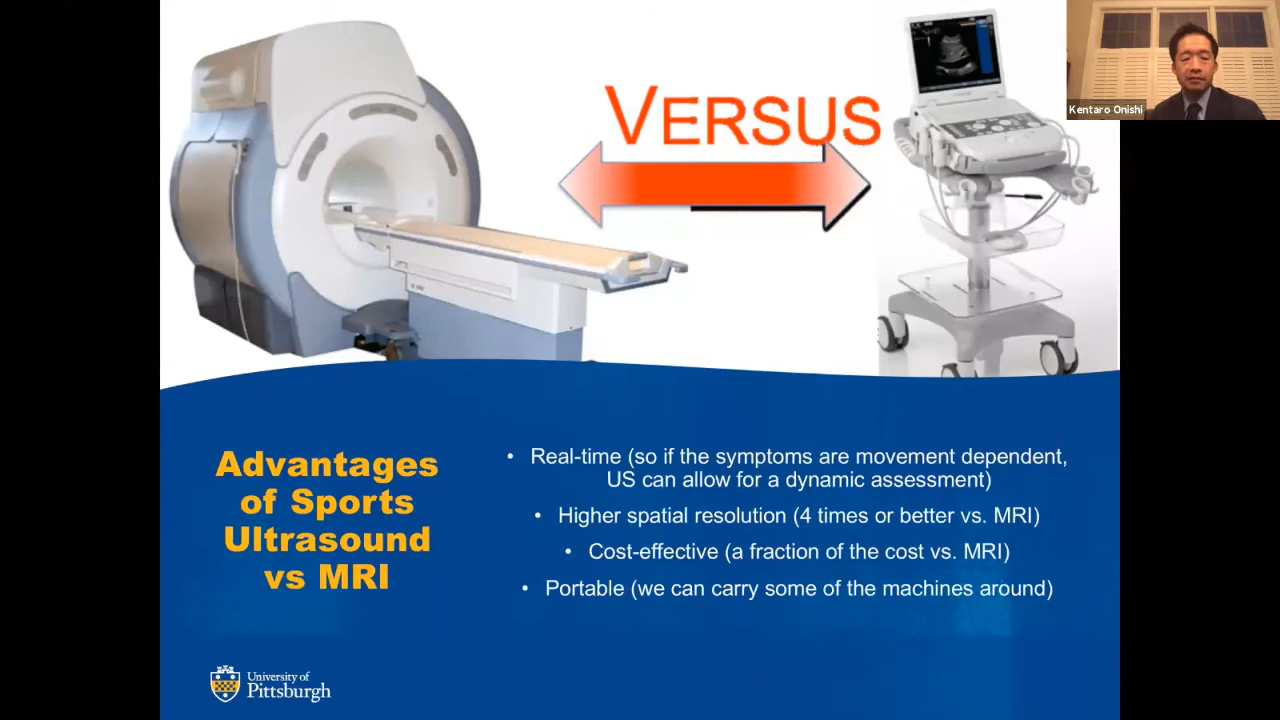 VERSUS
Kentaro Onishi
Advantages
of Sports
Ultrasound
vs MRI
• Real-time (so if the symptoms are movement dependent,
US can allow for a dynamic assessment)
• Higher spatial resolution (4 times or better vs. MRI)
• Cost-effective (a fraction of the cost vs. MRI)
• Portable (we can carry some of the machines around)
University of
Pittsburgh